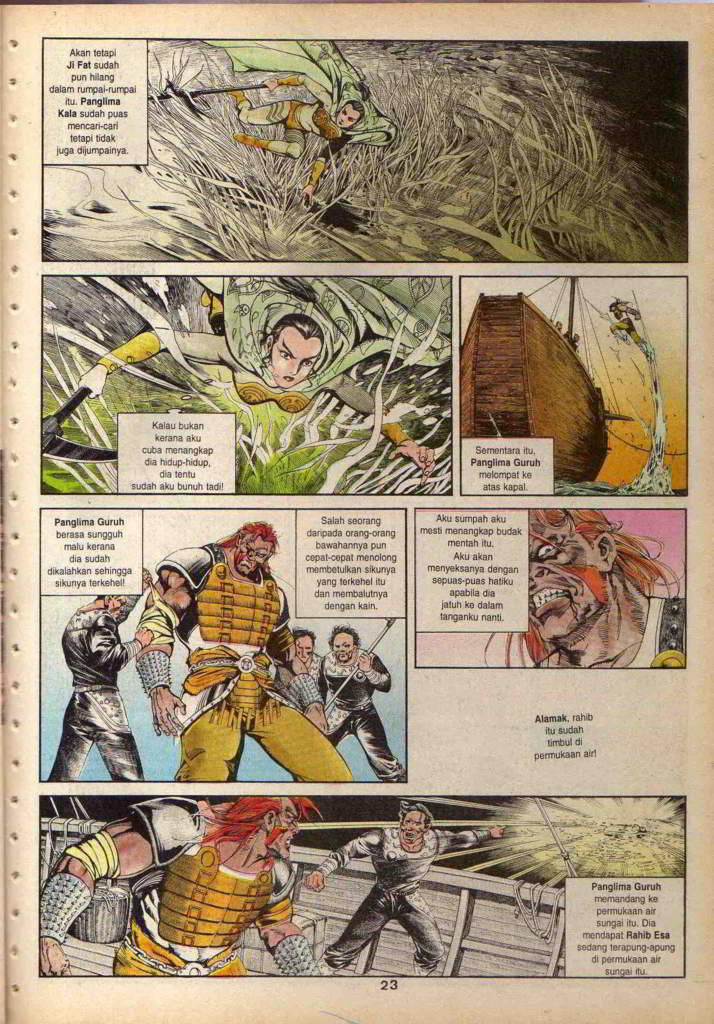 Akan tetapi
Ji Fat sudah
pun hilang
dalam rumpai-rumpai
itu. Panglima
Kala sudah puas
mencari-cari
tetapi tidak
juga dijumpainya.
Kalau bukan
kerana aku
cuba menangkap
dia hidup-hidup,
dia tentu
sudah aku bunuh tadi!
Sementara itu,
Panglima Guruh
melompat ke
atas kapal.
Panglima Guruh
berasa sungguh
malu kerana
dia sudah
dikalahkan sehingga
sikunya terkehel!
Salah seorang
daripada orang-orang
bawahannya pun
cepat-cepat menolong
membetulkan sikunya
yang terkehel itu
dan membalutnya
dengan kain.
Aku sumpah aku
mesti menangkap budak
mentah itu.
Aku akan
menyeksanya dengan
sepuas-puas hatiku
apabila dia
jatuh ke dalam
tanganku nanti.
Alamak, rahib
itu sudah
timbul di
permukaan air!
Panglima Guruh
memandang ke
permukaan air
sungai itu. Dia
mendapat Rahib Esa
sedang terapung-apung
di permukaan air
sungai itu.
23